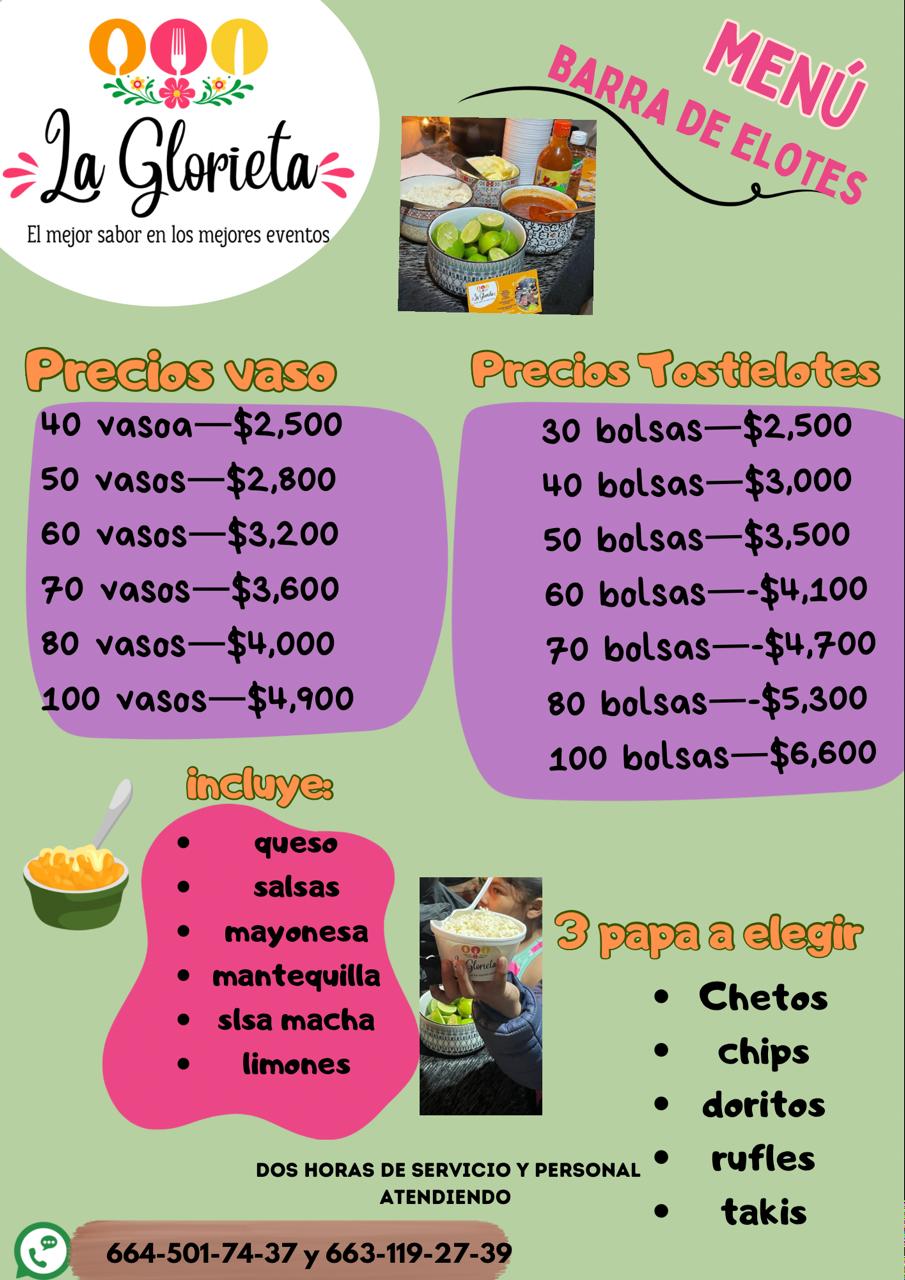 La Glorieta
El mejor sabor en los mejores eventos
MENÚ
BARRA DE ELOTES
La Glorieta
Precios vaso
40 vasoa—$2,500
50 vasos—$2,800
60 vasos—$3,200
70 vasos—$3,600
80 vasos—$4,000
100 vasos—$4,900
Precios Tostielotes
30 bolsas—$2,500
40 bolsas—$3,000
50 bolsas—$3,500
60 bolsas—-$4,100
70 bolsas—-$4,700
80 bolsas—-$5,300
100 bolsas—$6,600
incluye:
• queso
• salsas
• mayonesa
• mantequilla
• slsa macha
• limones
La Glorieta
3 papa a elegir
• Chetos
• chips
• doritos
• rufles
• takis
DOS HORAS DE SERVICIO Y PERSONAL
ATENDIENDO
664-501-74-37 y 663-119-27-39